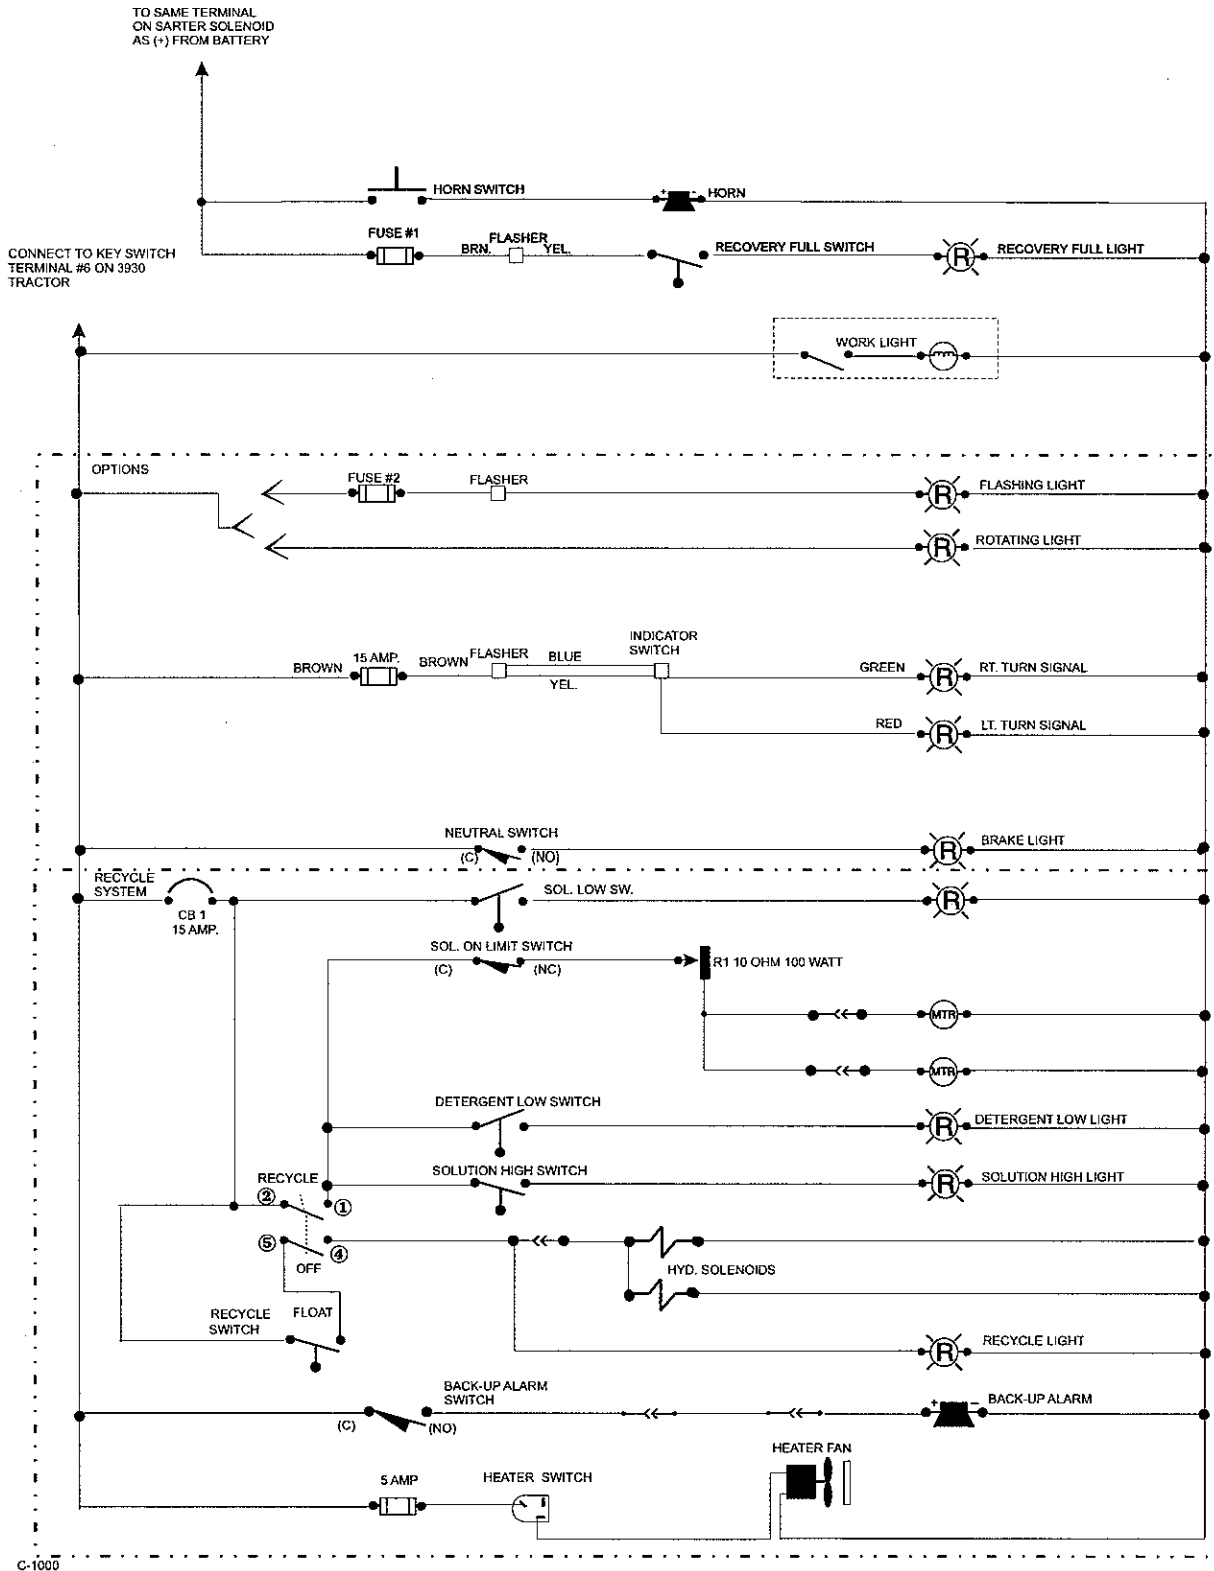 TO SAME TERMINAL
ON SARTER SOLENOID
AS (+) FROM BATTERY
HORN SWITCH
+ -
HORN
FUSE #1
BRN.
FLASHER
YEL.
RECOVERY FULL SWITCH
R
RECOVERY FULL LIGHT
CONNECT TO KEY SWITCH
TERMINAL #6 ON 3930
TRACTOR
WORK LIGHT
OPTIONS
FUSE #2
FLASHER
R
FLASHING LIGHT
R
ROTATING LIGHT
BROWN
15 AMP.
BROWN
FLASHER
BLUE
YEL.
INDICATOR
SWITCH
GREEN
R
RT. TURN SIGNAL
RED
R
LT. TURN SIGNAL
NEUTRAL SWITCH
(C)
(NO)
R
BRAKE LIGHT
RECYCLE
SYSTEM
CB 1
15 AMP.
SOL. LOW SW.
R
SOL. ON LIMIT SWITCH
(C)
(NC)
R1 10 OHM 100 WATT
MTR
MTR
DETERGENT LOW SWITCH
R
DETERGENT LOW LIGHT
RECYCLE
SOLUTION HIGH SWITCH
R
SOLUTION HIGH LIGHT
② ①
⑤ ④
OFF
HYD. SOLENOIDS
RECYCLE
SWITCH
FLOAT
R
RECYCLE LIGHT
BACK-UP ALARM
SWITCH
(C)
(NO)
+ -
BACK-UP ALARM
HEATER FAN
5 AMP
HEATER SWITCH
C-1000